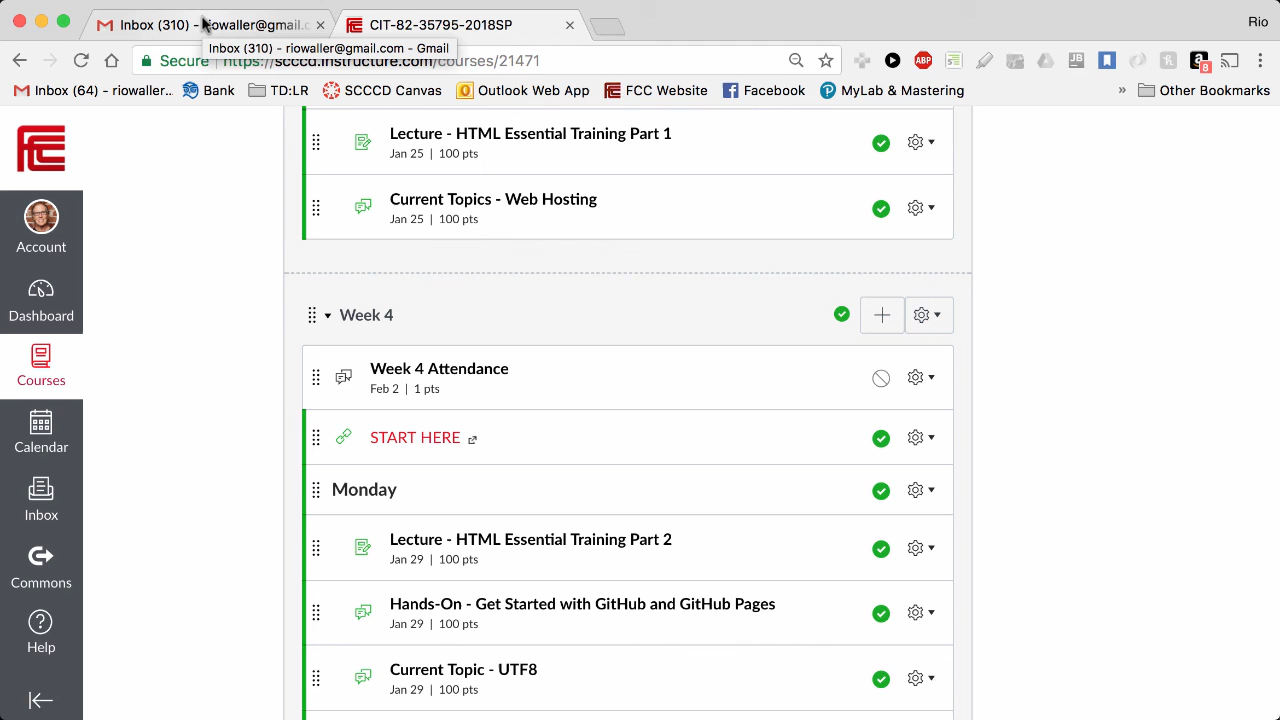 Inbox (310) - riowaller@gmail.c
CIT-82-35795-2018SP
Rio
Inbox (310) - riowaller@gmail.com - Gmail
Secure
https://scccd.instructure.com/courses/21471
ABP
JB
8
Inbox (64) - riowaller...
Bank
TD:LR
SCCCD Canvas
Outlook Web App
FCC Website
Facebook
MyLab & Mastering
»
Other Bookmarks
FCC
Account
Dashboard
Courses
Calendar
Inbox
Commons
Help
Lecture - HTML Essential Training Part 1
Jan 25 | 100 pts
Current Topics - Web Hosting
Jan 25 | 100 pts
Week 4
Week 4 Attendance
Feb 2 | 1 pts
START HERE
Monday
Lecture - HTML Essential Training Part 2
Jan 29 | 100 pts
Hands-On - Get Started with GitHub and GitHub Pages
Jan 29 | 100 pts
Current Topic - UTF8
Jan 29 | 100 pts